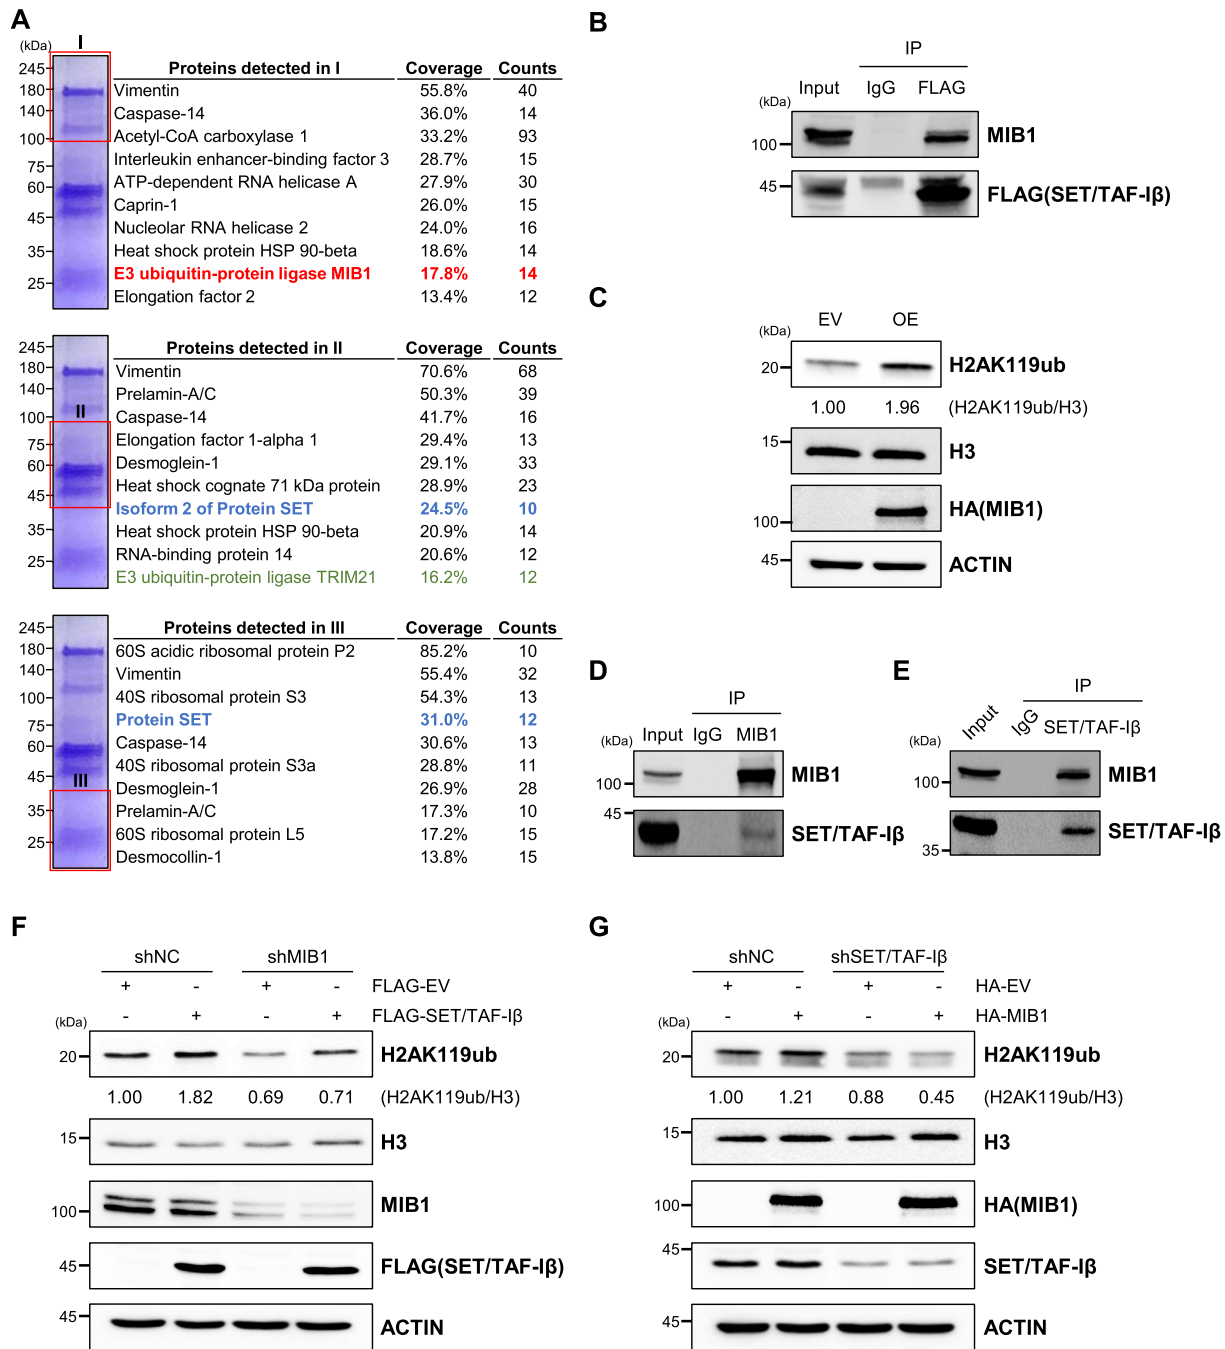 A
(kDa)
I
245
180
140
100
75
60
45
35
25
Proteins detected in I Coverage Counts
Vimentin 55.8% 40
Caspase-14 36.0% 14
Acetyl-CoA carboxylase 1 33.2% 93
Interleukin enhancer-binding factor 3 28.7% 15
ATP-dependent RNA helicase A 27.9% 30
Caprin-1 26.0% 15
Nucleolar RNA helicase 2 24.0% 16
Heat shock protein HSP 90-beta 18.6% 14
E3 ubiquitin-protein ligase MIB1 17.8% 14
Elongation factor 2 13.4% 12
245
180
140
100
75
60
45
35
25
II
Proteins detected in II Coverage Counts
Vimentin 70.6% 68
Prelamin-A/C 50.3% 39
Caspase-14 41.7% 16
Elongation factor 1-alpha 1 29.4% 13
Desmoglein-1 29.1% 33
Heat shock cognate 71 kDa protein 28.9% 23
Isoform 2 of Protein SET 24.5% 10
Heat shock protein HSP 90-beta 20.9% 14
RNA-binding protein 14 20.6% 12
E3 ubiquitin-protein ligase TRIM21 16.2% 12
245
180
140
100
75
60
45
35
25
III
Proteins detected in III Coverage Counts
60S acidic ribosomal protein P2 85.2% 10
Vimentin 55.4% 32
40S ribosomal protein S3 54.3% 13
Protein SET 31.0% 12
Caspase-14 30.6% 13
40S ribosomal protein S3a 28.8% 11
Desmoglein-1 26.9% 28
Prelamin-A/C 17.3% 10
60S ribosomal protein L5 17.2% 15
Desmocollin-1 13.8% 15
B
IP
Input IgG FLAG
(kDa)
100 MIB1
45 FLAG(SET/TAF-Iβ)
C
EV OE
(kDa)
20 H2AK119ub
1.00 1.96 (H2AK119ub/H3)
15 H3
100 HA(MIB1)
45 ACTIN
D
IP
Input IgG MIB1
(kDa)
100 MIB1
45 SET/TAF-Iβ
E
IP
Input IgG SET/TAF-Iβ
(kDa)
100 MIB1
35 SET/TAF-Iβ
F
shNC shMIB1
+ - + - FLAG-EV
- + - + FLAG-SET/TAF-Iβ
(kDa)
20 H2AK119ub
1.00 1.82 0.69 0.71 (H2AK119ub/H3)
15 H3
100 MIB1
45 FLAG(SET/TAF-Iβ)
45 ACTIN
G
shNC shSET/TAF-Iβ
+ - + - HA-EV
- + - + HA-MIB1
(kDa)
20 H2AK119ub
1.00 1.21 0.88 0.45 (H2AK119ub/H3)
15 H3
100 HA(MIB1)
45 SET/TAF-Iβ
45 ACTIN